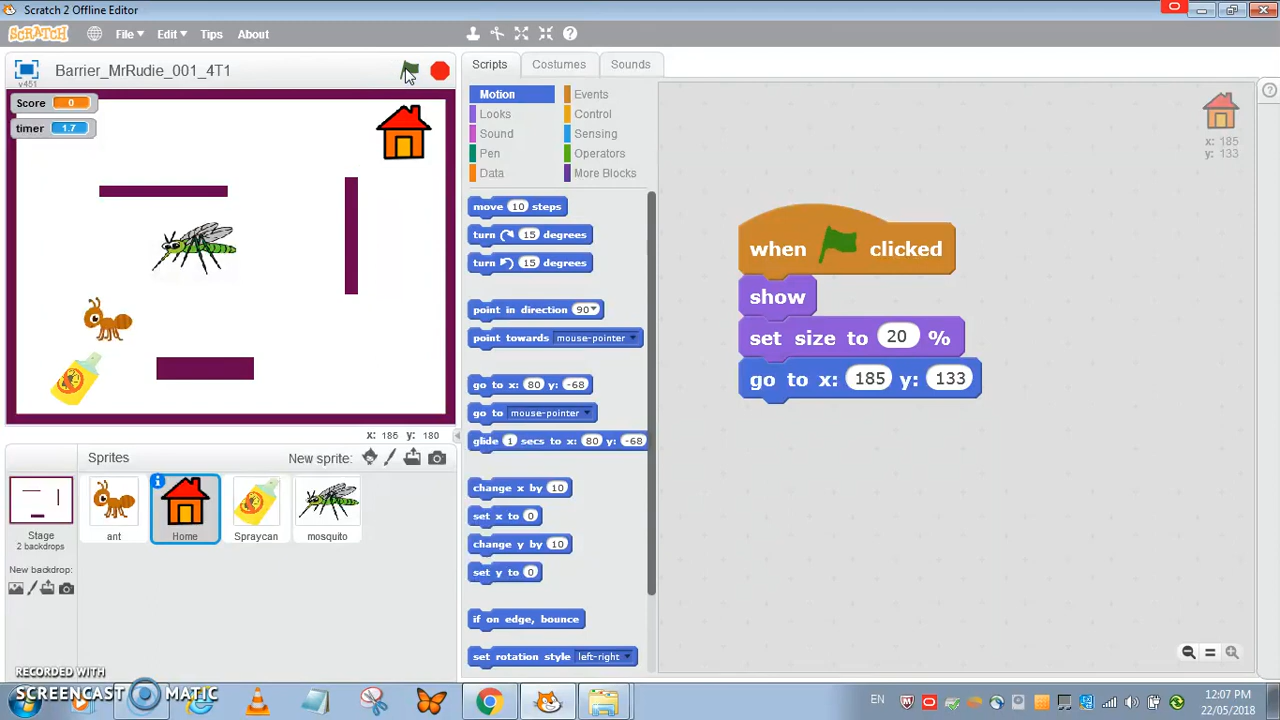 Scratch 2 Offline Editor
SCRATCH File Edit Tips About
v451 Barrier_MrRudie_001_4T1
Score 0
timer 1.7
x: 186 y: 180
Sprites New sprite:
Stage
2 backdrops
New backdrop:
ant Home Spraycan mosquito
Scripts Costumes Sounds
Motion Events
Looks Control
Sound Sensing
Pen Operators
Data More Blocks
move 10 steps
turn 15 degrees
turn 15 degrees
point in direction 90
point towards mouse-pointer
go to x: 80 y: -68
go to mouse-pointer
glide 1 secs to x: 80 y: -68
change x by 10
set x to 0
change y by 10
set y to 0
if on edge, bounce
set rotation style left-right
x: 185
y: 133
when clicked
show
set size to 20 %
go to x: 185 y: 133
RECORDED WITH
SCREENCAST MATIC
EN
12:07 PM
22/05/2018